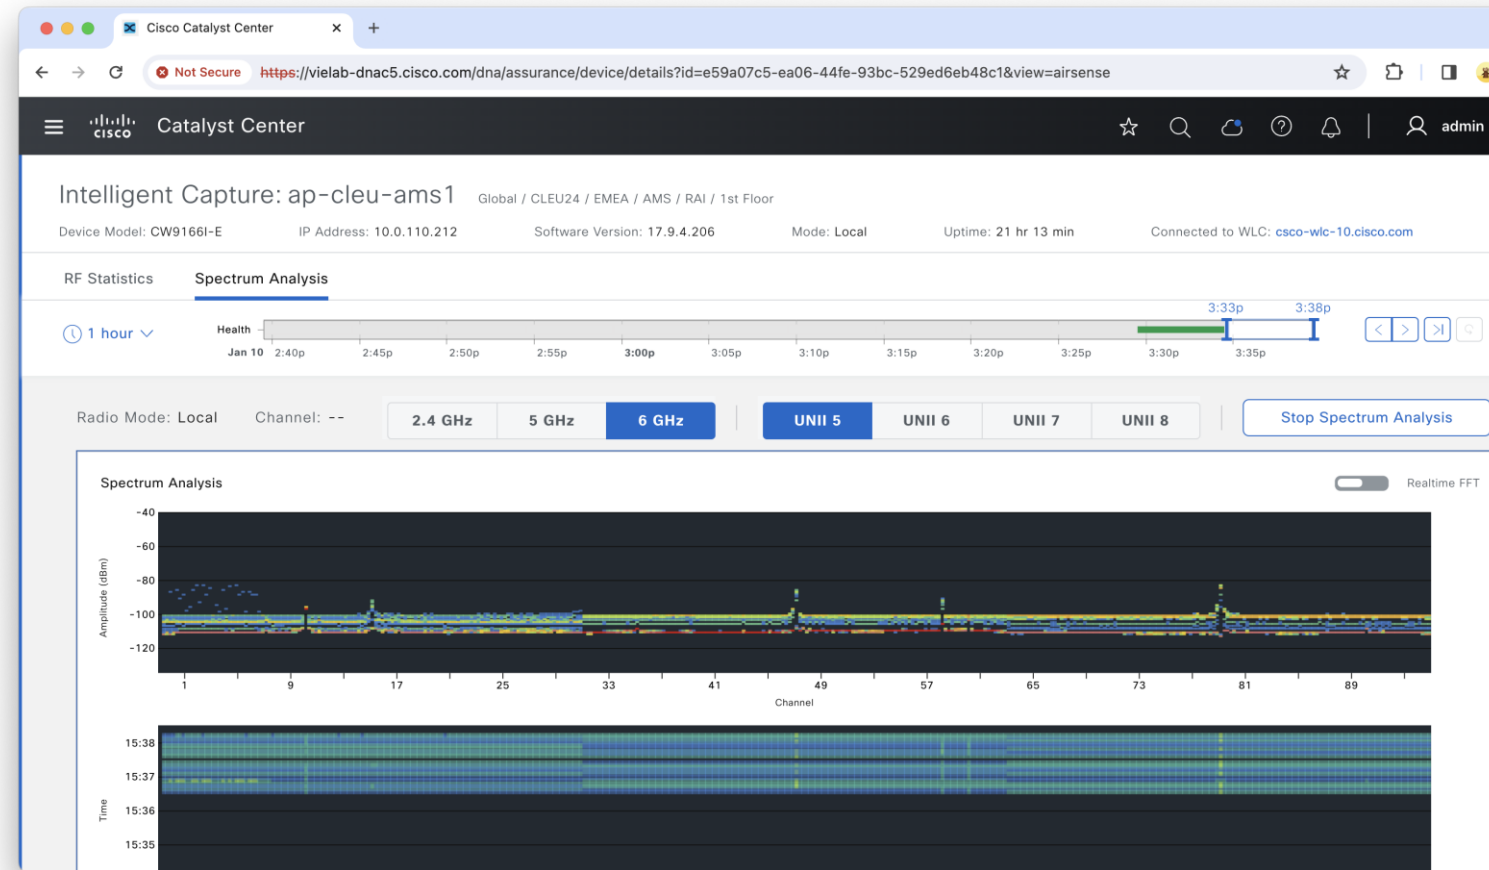 Cisco Catalyst Center
Not Secure https://vielab-dnac5.cisco.com/dna/assurance/device/details?id=e59a07c5-ea06-44fe-93bc-529ed6eb48c1&view=airsense
cisco Catalyst Center admin
Intelligent Capture: ap-cleu-ams1 Global / CLEU24 / EMEA / AMS / RAI / 1st Floor
Device Model: CW9166I-E IP Address: 10.0.110.212 Software Version: 17.9.4.206 Mode: Local Uptime: 21 hr 13 min Connected to WLC: csco-wlc-10.cisco.com
RF Statistics Spectrum Analysis
3:33p 3:38p
1 hour Health
Jan 10 2:40p 2:45p 2:50p 2:55p 3:00p 3:05p 3:10p 3:15p 3:20p 3:25p 3:30p 3:35p
Radio Mode: Local Channel: -- 2.4 GHz 5 GHz 6 GHz UNII 5 UNII 6 UNII 7 UNII 8 Stop Spectrum Analysis
Spectrum Analysis Realtime FFT
-40
-60
-80
-100
-120
Amplitude (dBm)
1 9 17 25 33 41 49 57 65 73 81 89
Channel
15:38
15:37
15:36
15:35
Time